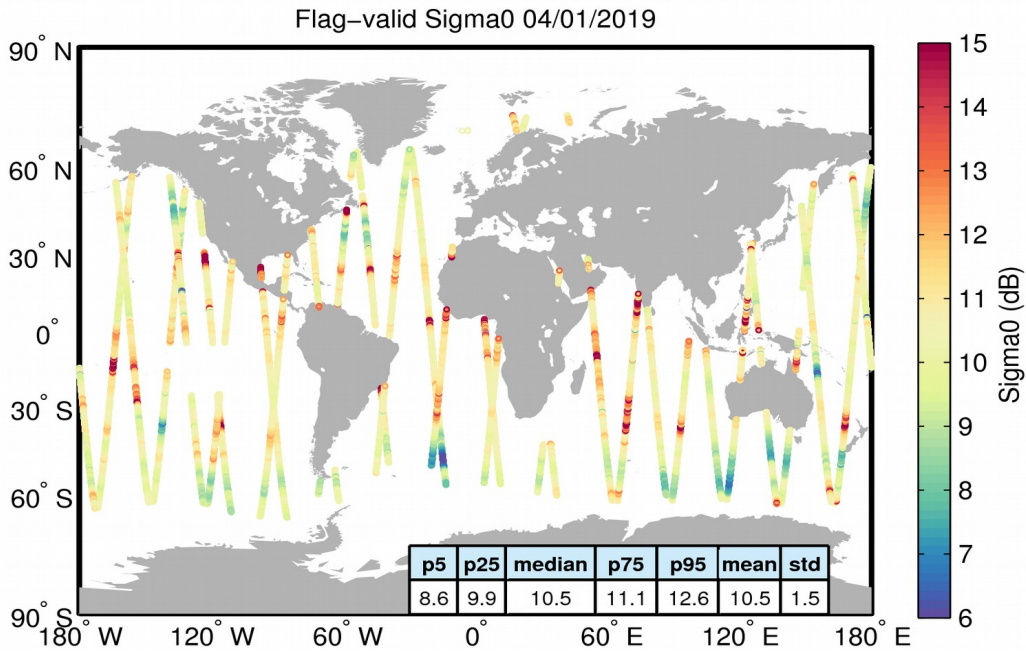 Flag−valid Sigma0 04/01/2019
90° N
60° N
30° N
0°
30° S
60° S
90° S
180° W
120° W
60° W
0°
60° E
120° E
180° E
15
14
13
12
11
10
9
8
7
6
Sigma0 (dB)
p5 p25 median p75 p95 mean std
8.6 9.9 10.5 11.1 12.6 10.5 1.5